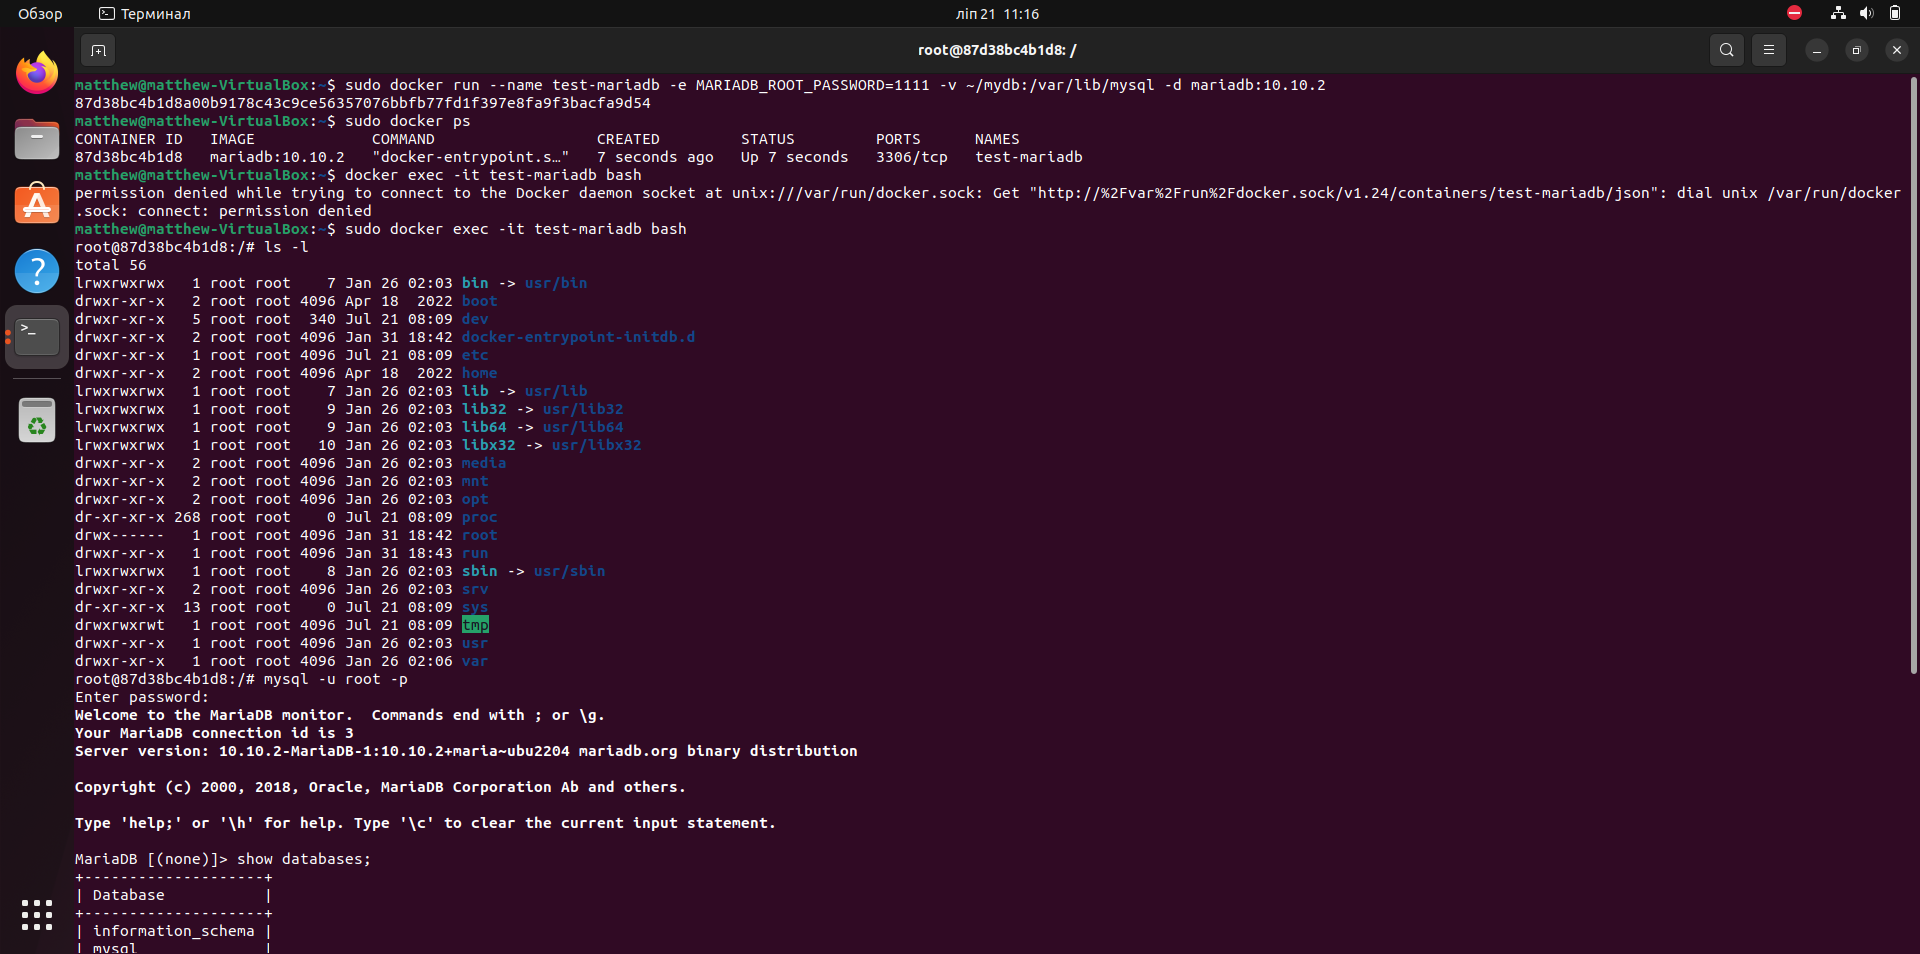 Обзор
Терминал
ліп 21 11:16
root@87d38bc4b1d8: /
matthew@matthew-VirtualBox:~$ sudo docker run --name test-mariadb -e MARIADB_ROOT_PASSWORD=1111 -v ~/mydb:/var/lib/mysql -d mariadb:10.10.2
87d38bc4b1d8a00b9178c43c9ce56357076bbfb77fd1f397e8fa9f3bacfa9d54
matthew@matthew-VirtualBox:~$ sudo docker ps
CONTAINER ID   IMAGE             COMMAND                  CREATED         STATUS         PORTS      NAMES
87d38bc4b1d8   mariadb:10.10.2   "docker-entrypoint.s…"   7 seconds ago   Up 7 seconds   3306/tcp   test-mariadb
matthew@matthew-VirtualBox:~$ docker exec -it test-mariadb bash
permission denied while trying to connect to the Docker daemon socket at unix:///var/run/docker.sock: Get "http://%2Fvar%2Frun%2Fdocker.sock/v1.24/containers/test-mariadb/json": dial unix /var/run/docker
.sock: connect: permission denied
matthew@matthew-VirtualBox:~$ sudo docker exec -it test-mariadb bash
root@87d38bc4b1d8:/# ls -l
total 56
lrwxrwxrwx   1 root root    7 Jan 26 02:03 bin -> usr/bin
drwxr-xr-x   2 root root 4096 Apr 18  2022 boot
drwxr-xr-x   5 root root  340 Jul 21 08:09 dev
drwxr-xr-x   2 root root 4096 Jan 31 18:42 docker-entrypoint-initdb.d
drwxr-xr-x   1 root root 4096 Jul 21 08:09 etc
drwxr-xr-x   2 root root 4096 Apr 18  2022 home
lrwxrwxrwx   1 root root    7 Jan 26 02:03 lib -> usr/lib
lrwxrwxrwx   1 root root    9 Jan 26 02:03 lib32 -> usr/lib32
lrwxrwxrwx   1 root root    9 Jan 26 02:03 lib64 -> usr/lib64
lrwxrwxrwx   1 root root   10 Jan 26 02:03 libx32 -> usr/libx32
drwxr-xr-x   2 root root 4096 Jan 26 02:03 media
drwxr-xr-x   2 root root 4096 Jan 26 02:03 mnt
drwxr-xr-x   2 root root 4096 Jan 26 02:03 opt
dr-xr-xr-x 268 root root    0 Jul 21 08:09 proc
drwx------   1 root root 4096 Jan 31 18:42 root
drwxr-xr-x   1 root root 4096 Jan 31 18:43 run
lrwxrwxrwx   1 root root    8 Jan 26 02:03 sbin -> usr/sbin
drwxr-xr-x   2 root root 4096 Jan 26 02:03 srv
dr-xr-xr-x  13 root root    0 Jul 21 08:09 sys
drwxrwxrwt   1 root root 4096 Jul 21 08:09 tmp
drwxr-xr-x   1 root root 4096 Jan 26 02:03 usr
drwxr-xr-x   1 root root 4096 Jan 26 02:06 var
root@87d38bc4b1d8:/# mysql -u root -p
Enter password:
Welcome to the MariaDB monitor.  Commands end with ; or \g.
Your MariaDB connection id is 3
Server version: 10.10.2-MariaDB-1:10.10.2+maria~ubu2204 mariadb.org binary distribution
Copyright (c) 2000, 2018, Oracle, MariaDB Corporation Ab and others.
Type 'help;' or '\h' for help. Type '\c' to clear the current input statement.
MariaDB [(none)]> show databases;
+--------------------+
| Database           |
+--------------------+
| information_schema |
| mysql              |